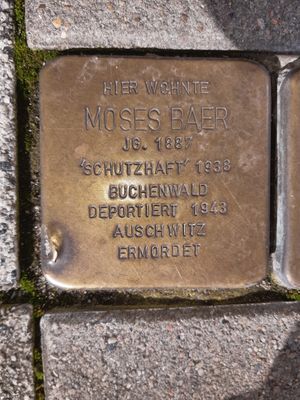 HIER WOHNTE
MOSES BAER
JG. 1887
"SCHUTZHAFT" 1938
BUCHENWALD
DEPORTIERT 1943
AUSCHWITZ
ERMORDET